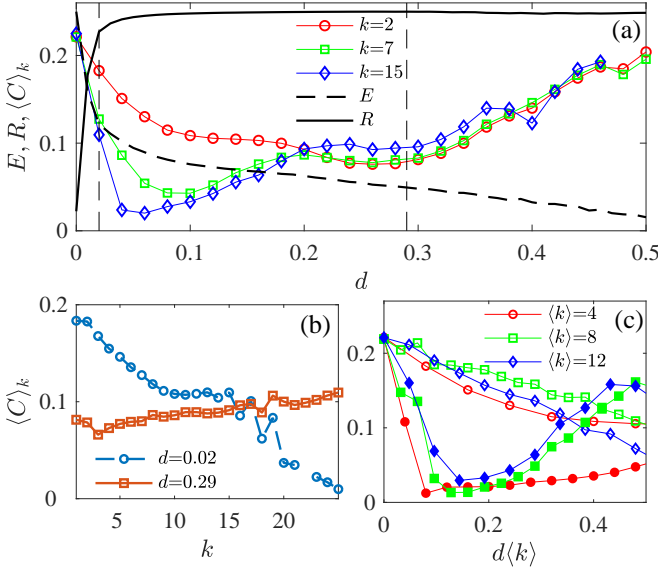 (a)
E, R, ⟨C⟩k
0.2
0.1
0
k=2
k=7
k=15
E
R
0 0.1 0.2 0.3 0.4 0.5
d
(b)
⟨C⟩k
0.2
0.1
0
d=0.02
d=0.29
5 10 15 20
k
(c)
0.2
0.1
0
⟨k⟩=4
⟨k⟩=8
⟨k⟩=12
0 0.2 0.4
d⟨k⟩